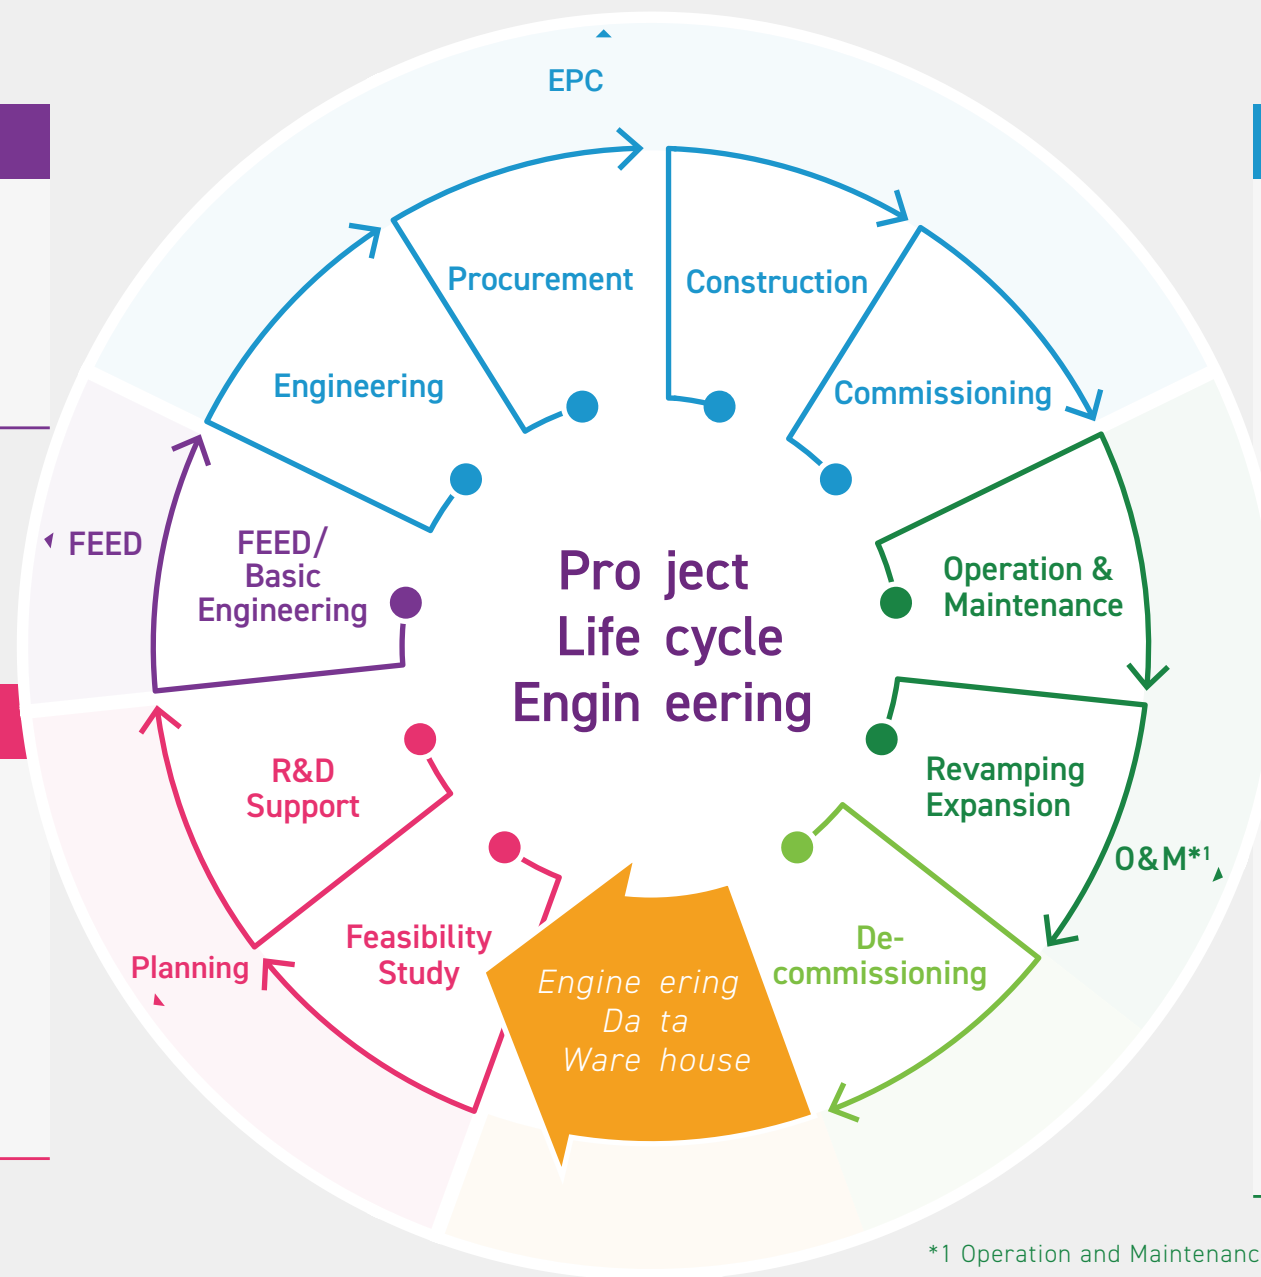 EPC
Procurement
Construction
Engineering
Commissioning
FEED
FEED/
Basic
Engineering
Operation &
Maintenance
Pro ject
Life cycle
Engin eering
R&D
Support
Revamping
Expansion
O&M*1
Feasibility
Study
Planning
De-
commissioning
Engine ering
Da ta
Ware house
*1 Operation and Maintenanc